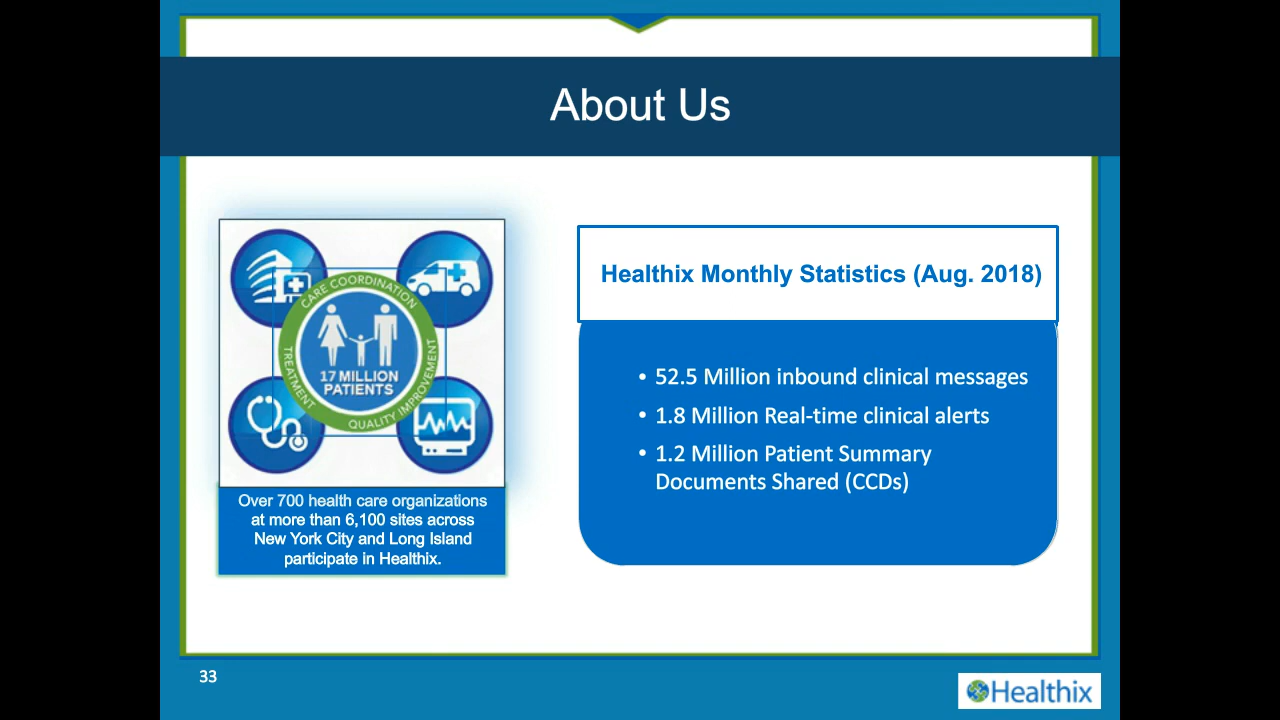 About Us
CARE COORDINATION
TREATMENT
QUALITY IMPROVEMENT
17 MILLION
PATIENTS
Over 700 health care organizations
at more than 6,100 sites across
New York City and Long Island
participate in Healthix.
Healthix Monthly Statistics (Aug. 2018)
• 52.5 Million inbound clinical messages
• 1.8 Million Real-time clinical alerts
• 1.2 Million Patient Summary
Documents Shared (CCDs)
33
Healthix